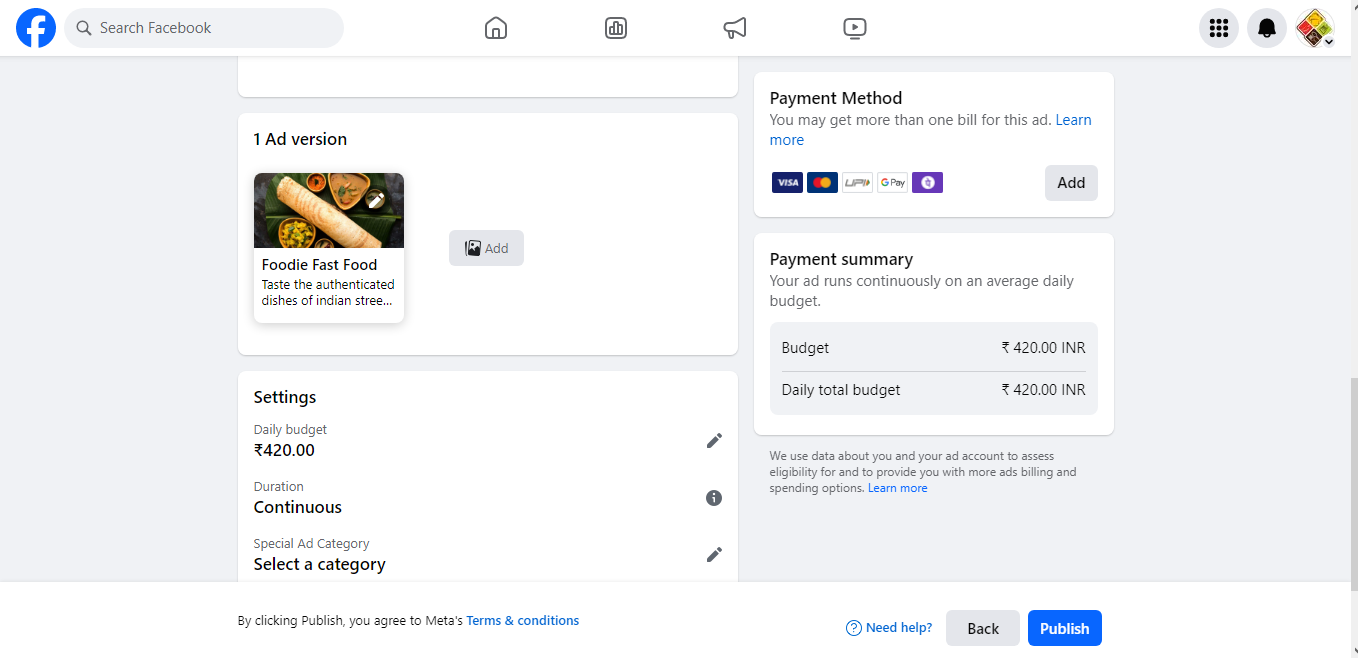 Search Facebook
1 Ad version
Foodie Fast Food
Taste the authenticated
dishes of indian stree...
Add
Settings
Daily budget
₹420.00
Duration
Continuous
Special Ad Category
Select a category
Payment Method
You may get more than one bill for this ad. Learn
more
VISA UPI G Pay
Add
Payment summary
Your ad runs continuously on an average daily
budget.
Budget ₹ 420.00 INR
Daily total budget ₹ 420.00 INR
We use data about you and your ad account to assess
eligibility for and to provide you with more ads billing and
spending options. Learn more
By clicking Publish, you agree to Meta's Terms & conditions
Need help?
Back
Publish